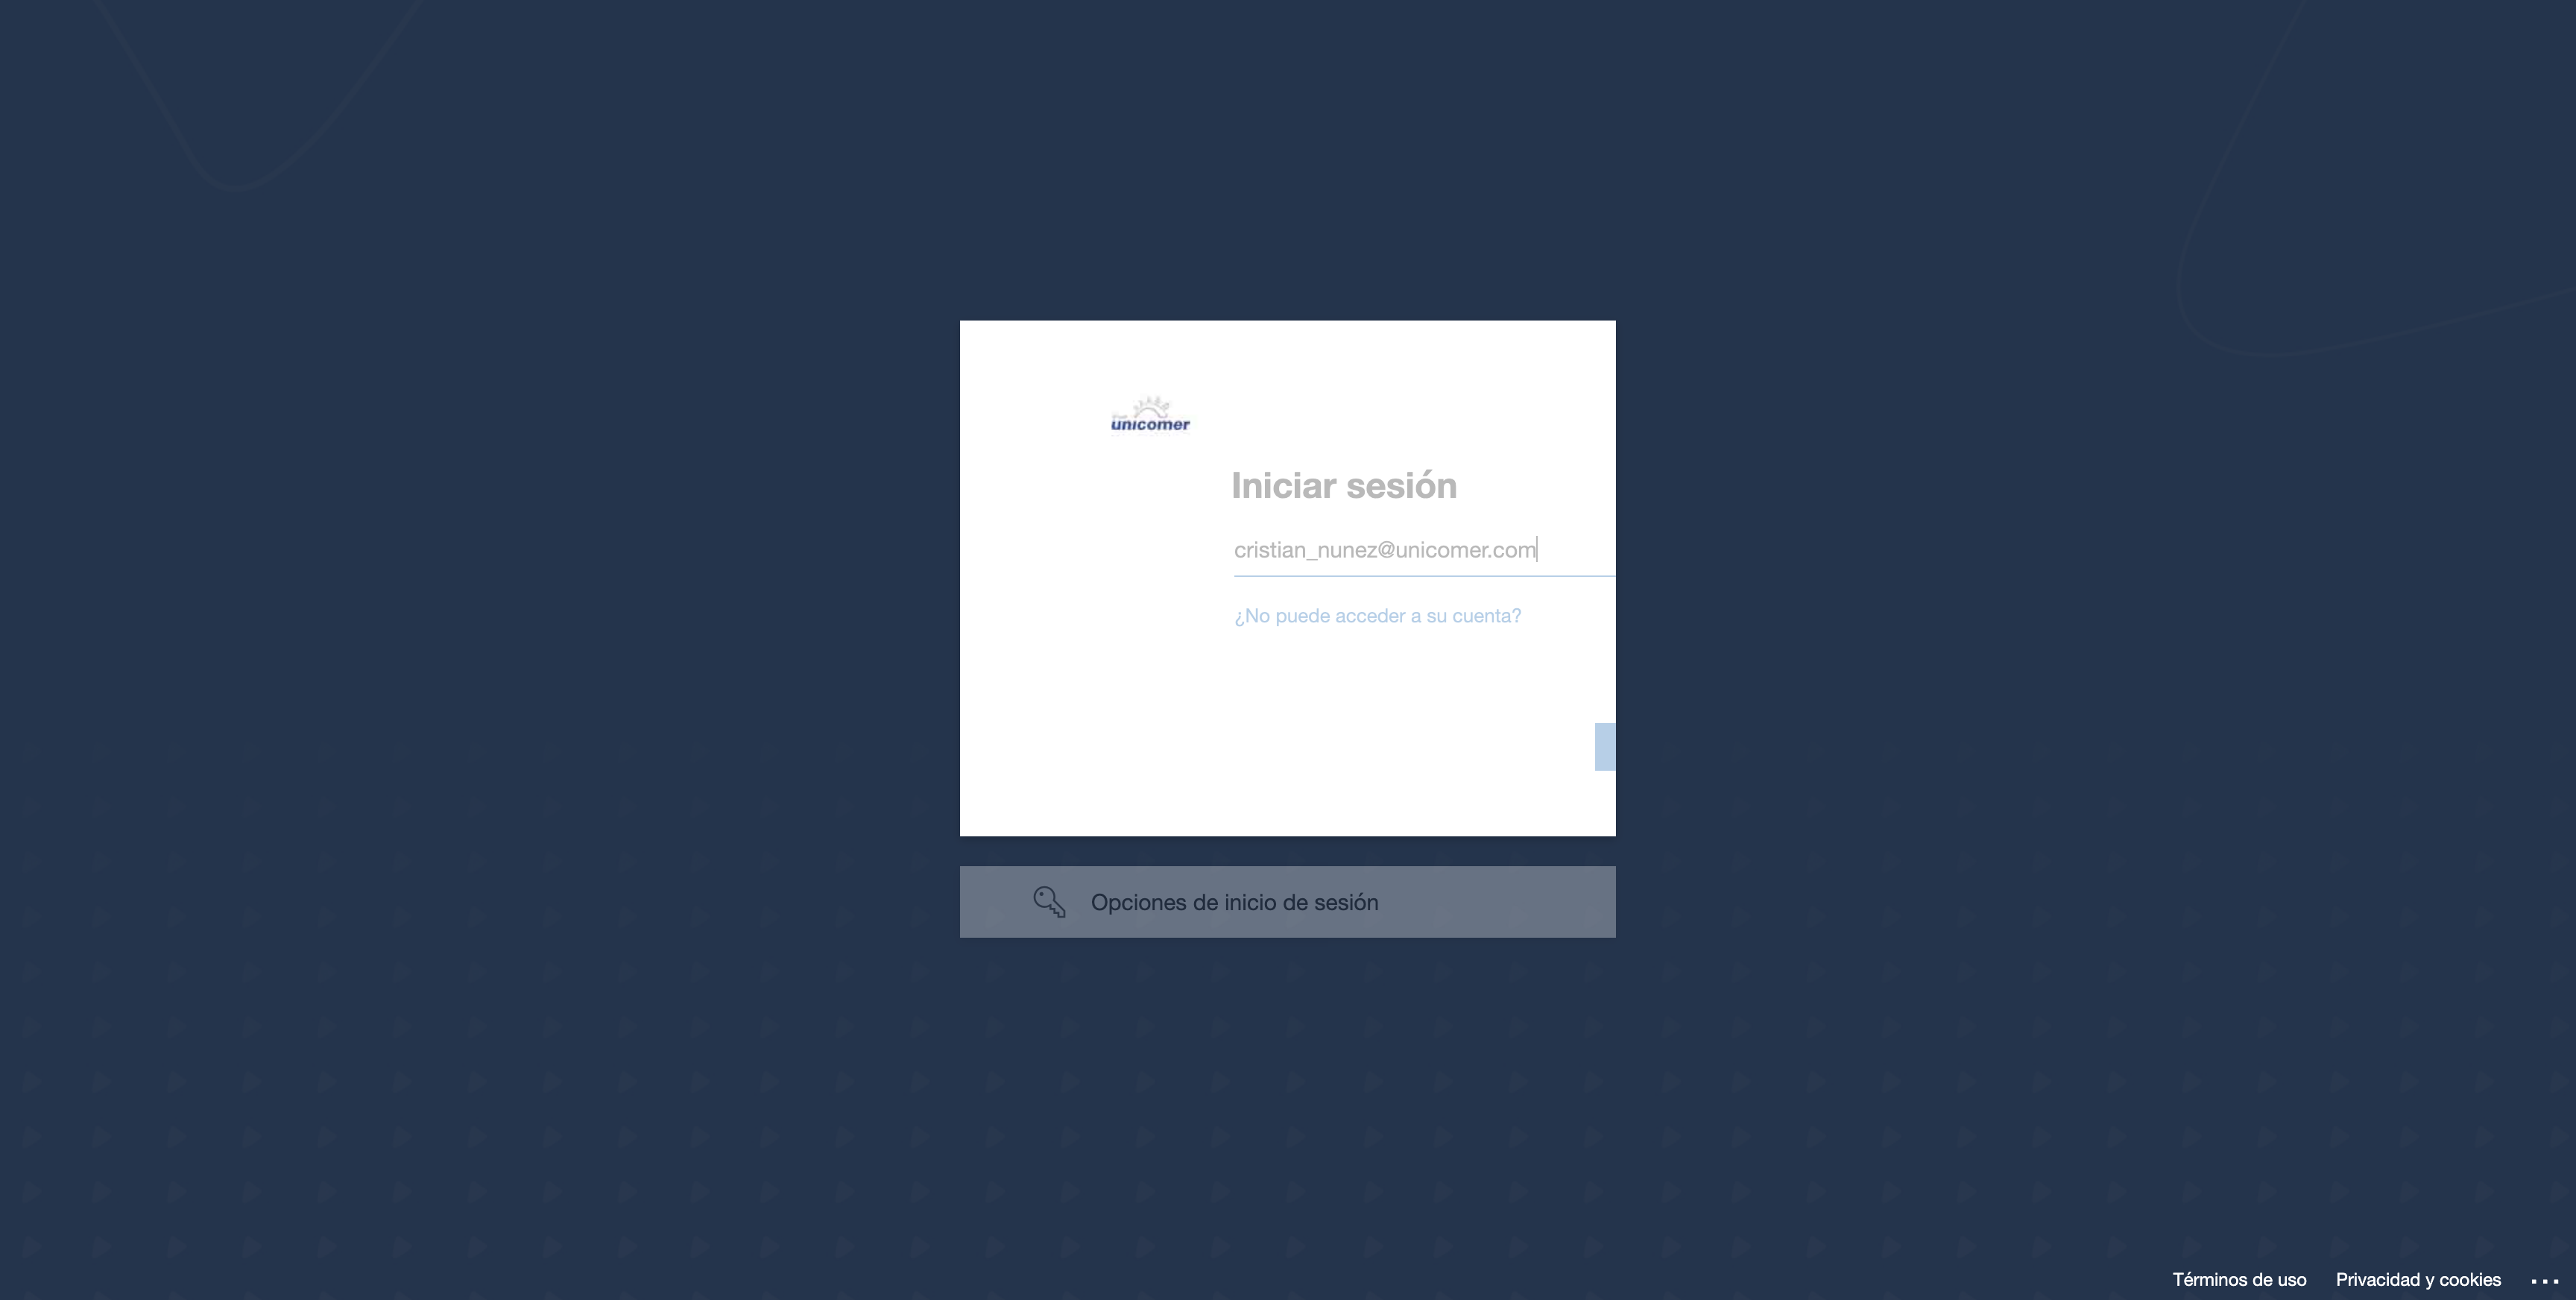 unicomer
Iniciar sesión
cristian_nunez@unicomer.com
¿No puede acceder a su cuenta?
Opciones de inicio de sesión
Términos de uso Privacidad y cookies ...